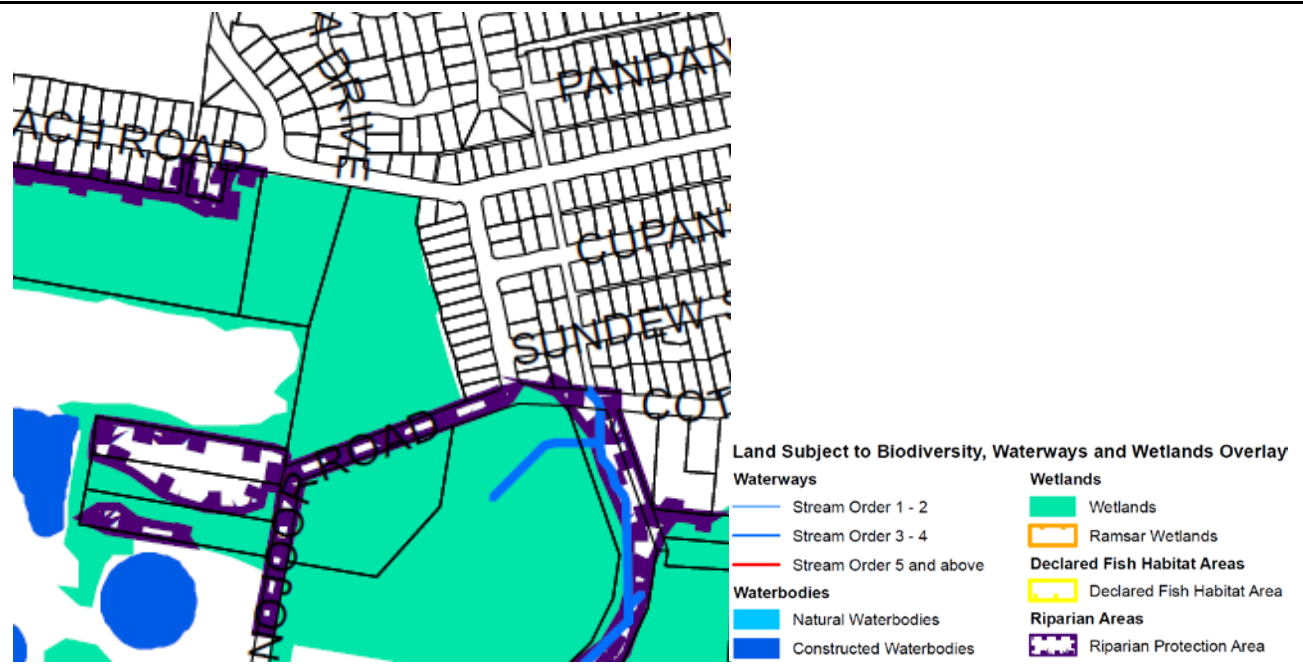 A DRIVE
PANDAN
ACH ROAD
CUPAN
SUNDEW S
COT
ROAD
Land Subject to Biodiversity, Waterways and Wetlands Overlay
Waterways
Stream Order 1 - 2
Stream Order 3 - 4
Stream Order 5 and above
Waterbodies
Natural Waterbodies
Constructed Waterbodies
Wetlands
Wetlands
Ramsar Wetlands
Declared Fish Habitat Areas
Declared Fish Habitat Area
Riparian Areas
Riparian Protection Area